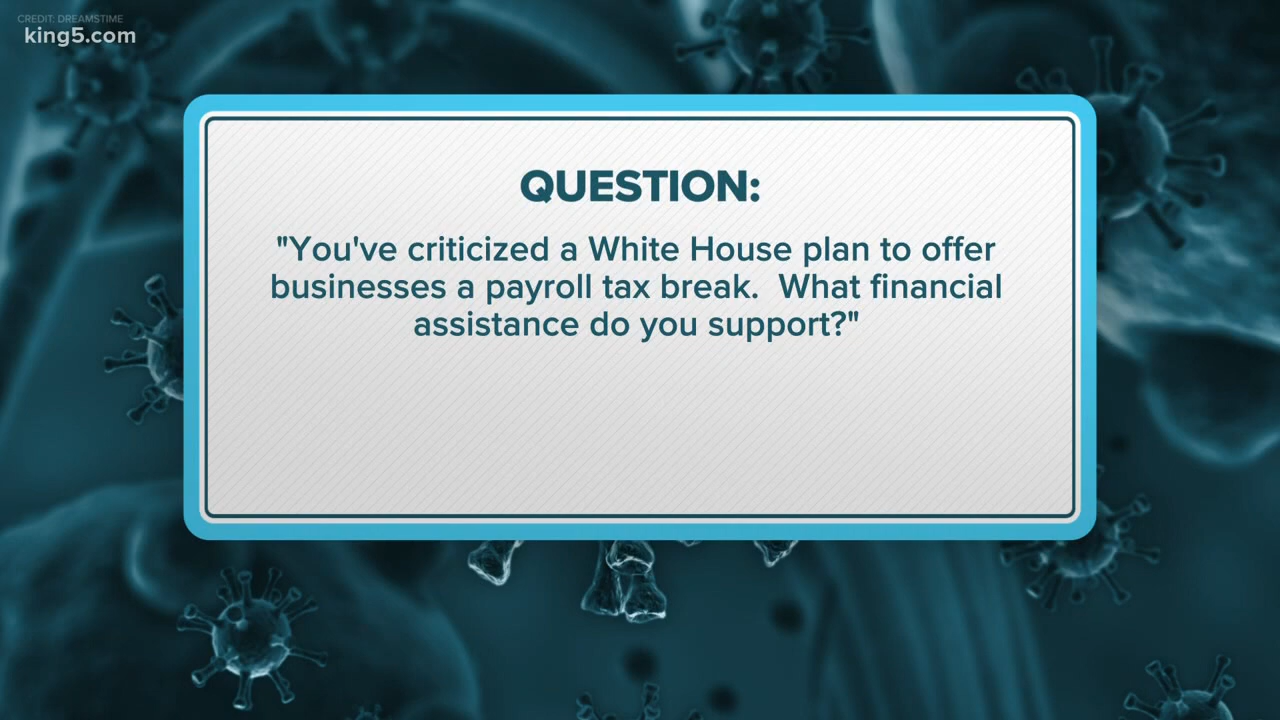 CREDIT: DREAMSTIME
king5.com
QUESTION:
"You've criticized a White House plan to offer
businesses a payroll tax break.  What financial
assistance do you support?"